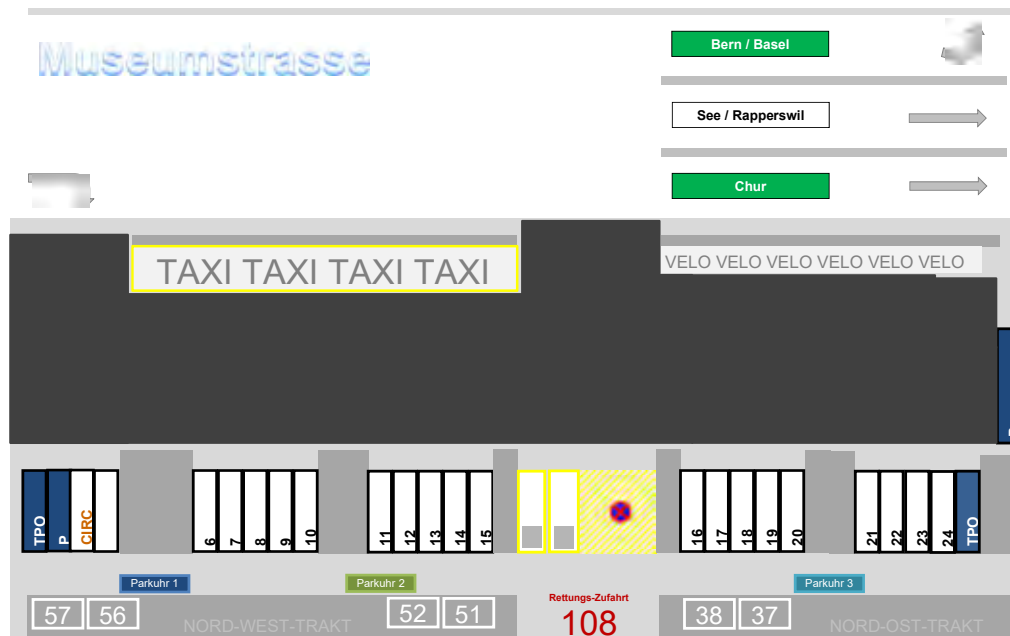 Museumstrasse
Bern / Basel
See / Rapperswil
Chur
TAXI TAXI TAXI TAXI
VELO VELO VELO VELO VELO VELO
TPO
P
CIRC
6
7
8
9
10
11
12
13
14
15
16
17
18
19
20
21
22
23
24
TPO
Parkuhr 1
Parkuhr 2
Parkuhr 3
57 56
52 51
Rettungs-Zufahrt
108
38 37
NORD-WEST-TRAKT
NORD-OST-TRAKT